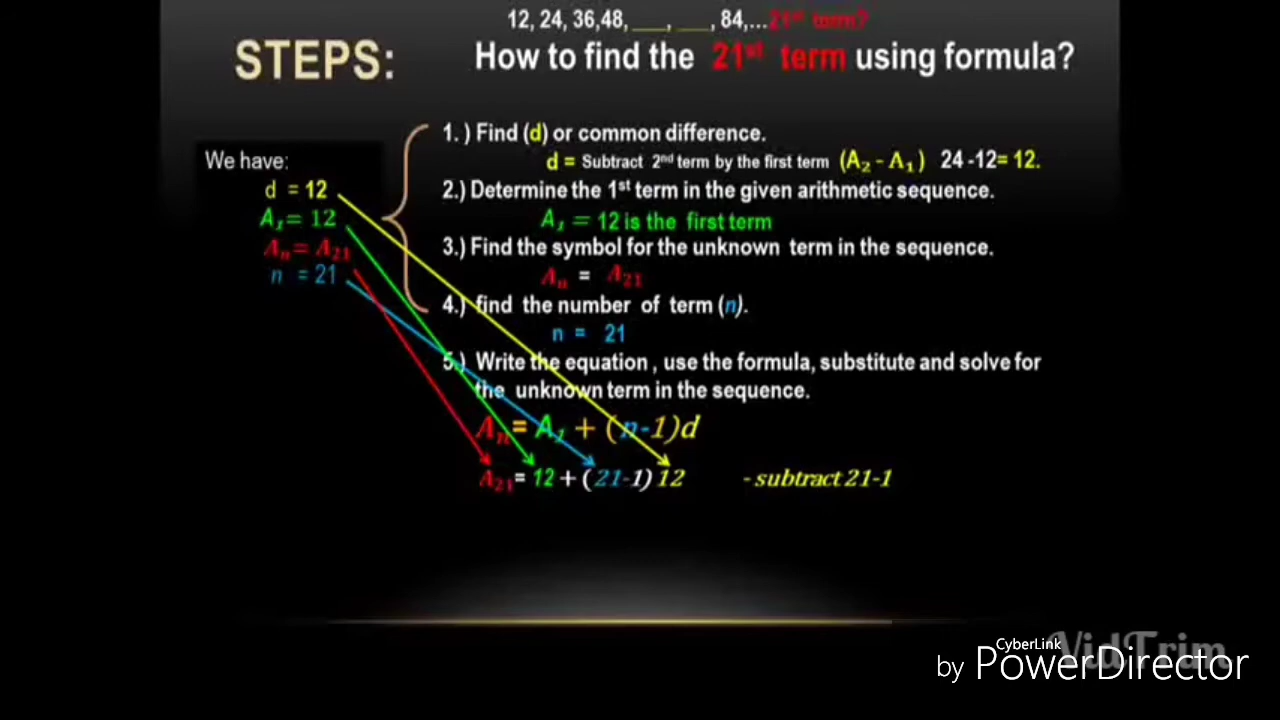 12, 24, 36,48, ___, ___, 84,...21st term?
STEPS:
How to find the 21st term using formula?
1. ) Find (d) or common difference.
d = Subtract 2nd term by the first term (A2 - A1) 24 -12= 12.
2.) Determine the 1st term in the given arithmetic sequence.
A1 = 12 is the first term
3.) Find the symbol for the unknown term in the sequence.
An = A21
4.) find the number of term (n).
n = 21
5.) Write the equation , use the formula, substitute and solve for
the unknown term in the sequence.
An= A1 + (n-1)d
A21= 12 + (21-1) 12 - subtract 21-1
We have:
d = 12
A1= 12
An= A21
n = 21
VidTrim
CyberLink
by PowerDirector